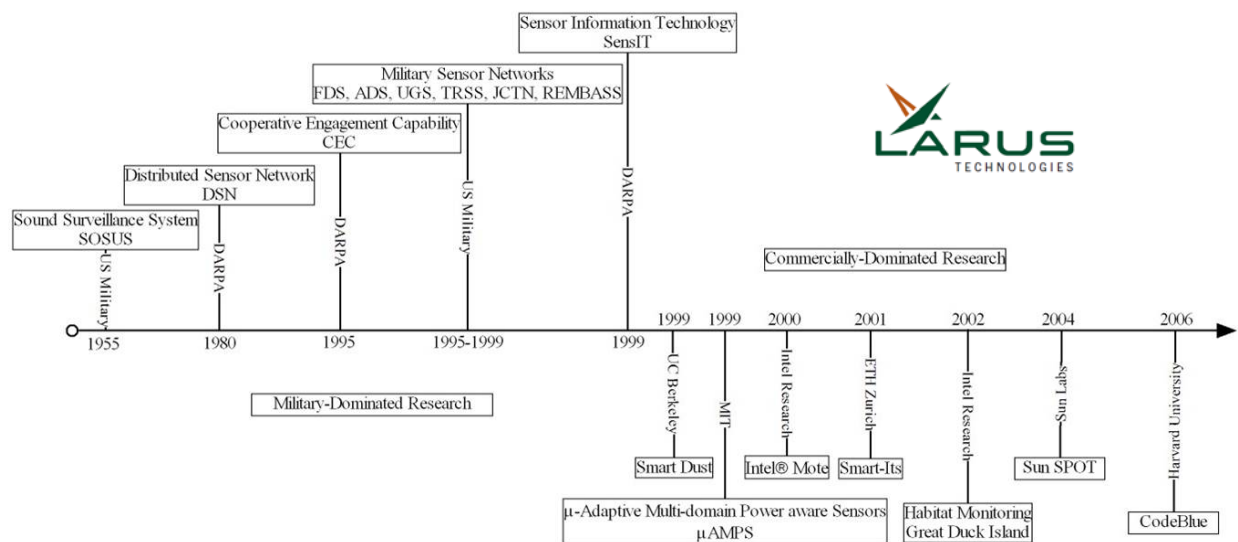 Sensor Information Technology
SensIT
Military Sensor Networks
FDS, ADS, UGS, TRSS, JCTN, REMBASS
Cooperative Engagement Capability
CEC
Distributed Sensor Network
DSN
Sound Surveillance System
SOSUS
US Military
DARPA
DARPA
US Military
DARPA
LARUS
TECHNOLOGIES
Commercially-Dominated Research
1955
1980
1995
1995-1999
1999
1999
1999
2000
2001
2002
2004
2006
Military-Dominated Research
UC Berkeley
MIT
Intel Research
ETH Zurich
Intel Research
Sun Labs
Harvard University
Smart Dust
Intel® Mote
Smart-Its
Sun SPOT
μ-Adaptive Multi-domain Power aware Sensors
μAMPS
Habitat Monitoring
Great Duck Island
CodeBlue